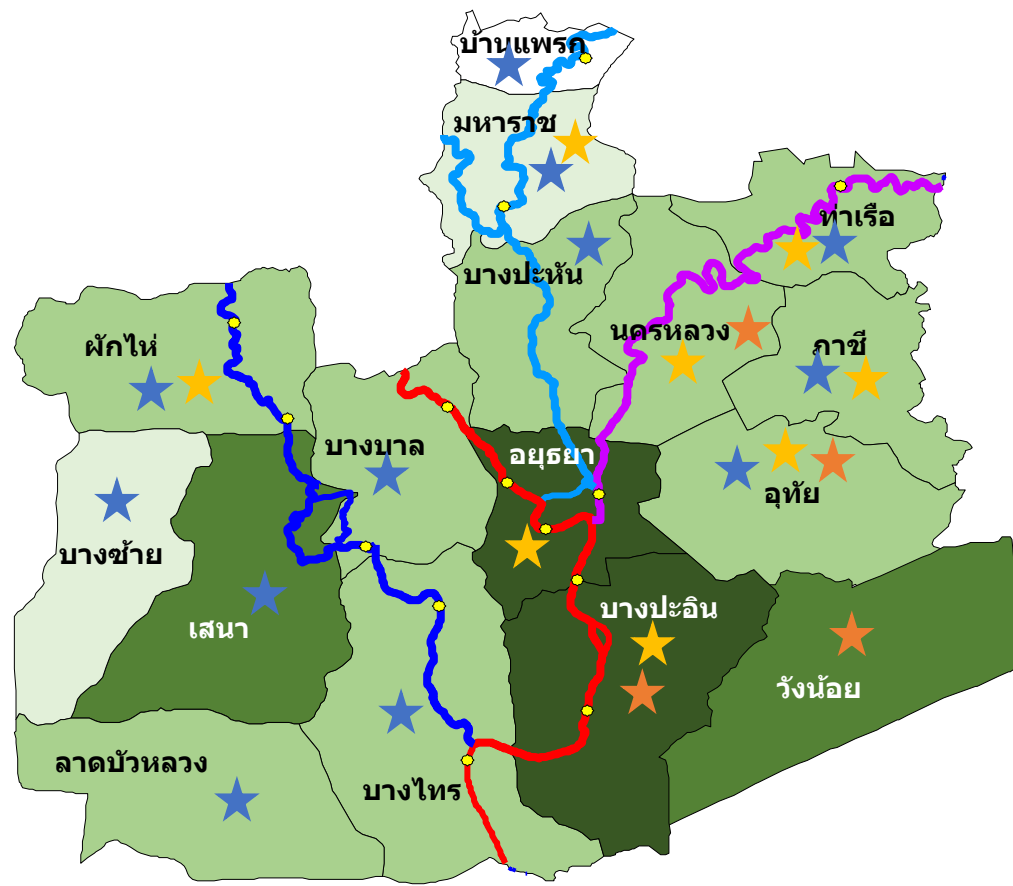 บ้านแพรก
มหาราช
ท่าเรือ
บางปะหัน
นครหลวง
ภาชี
ผักไห่
บางบาล
อยุธยา
อุทัย
บางซ้าย
เสนา
บางปะอิน
วังน้อย
ลาดบัวหลวง
บางไทร